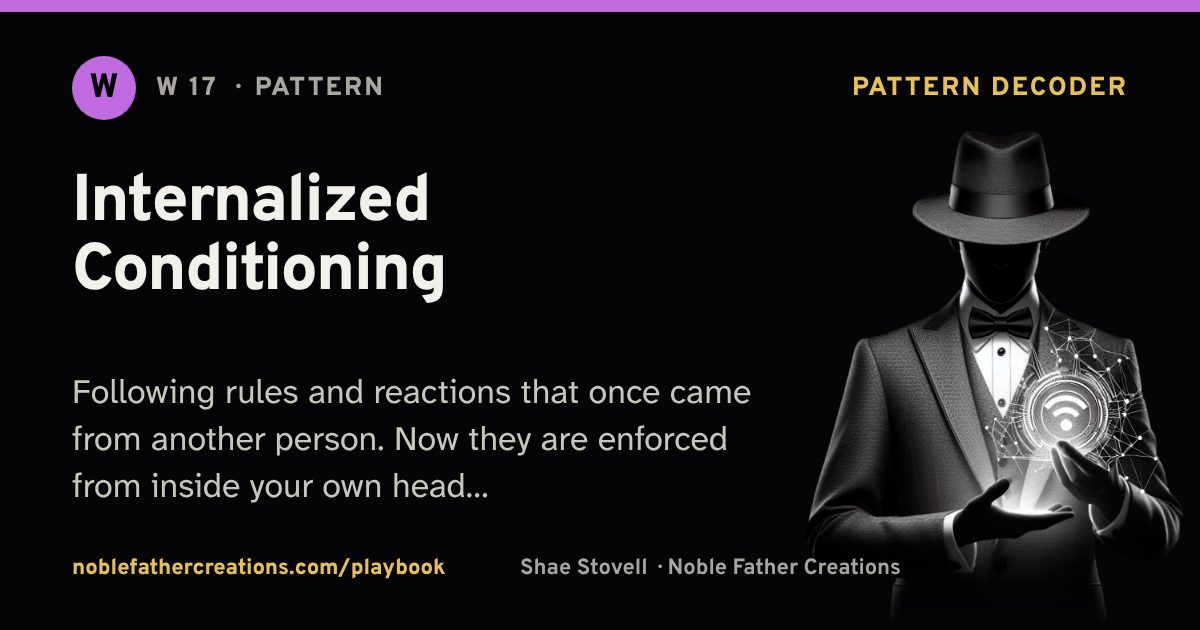 W
W 17 · PATTERN
PATTERN DECODER
Internalized
Conditioning
Following rules and reactions that once came
from another person. Now they are enforced
from inside your own head...
noblefathercreations.com/playbook
Shae Stovell · Noble Father Creations